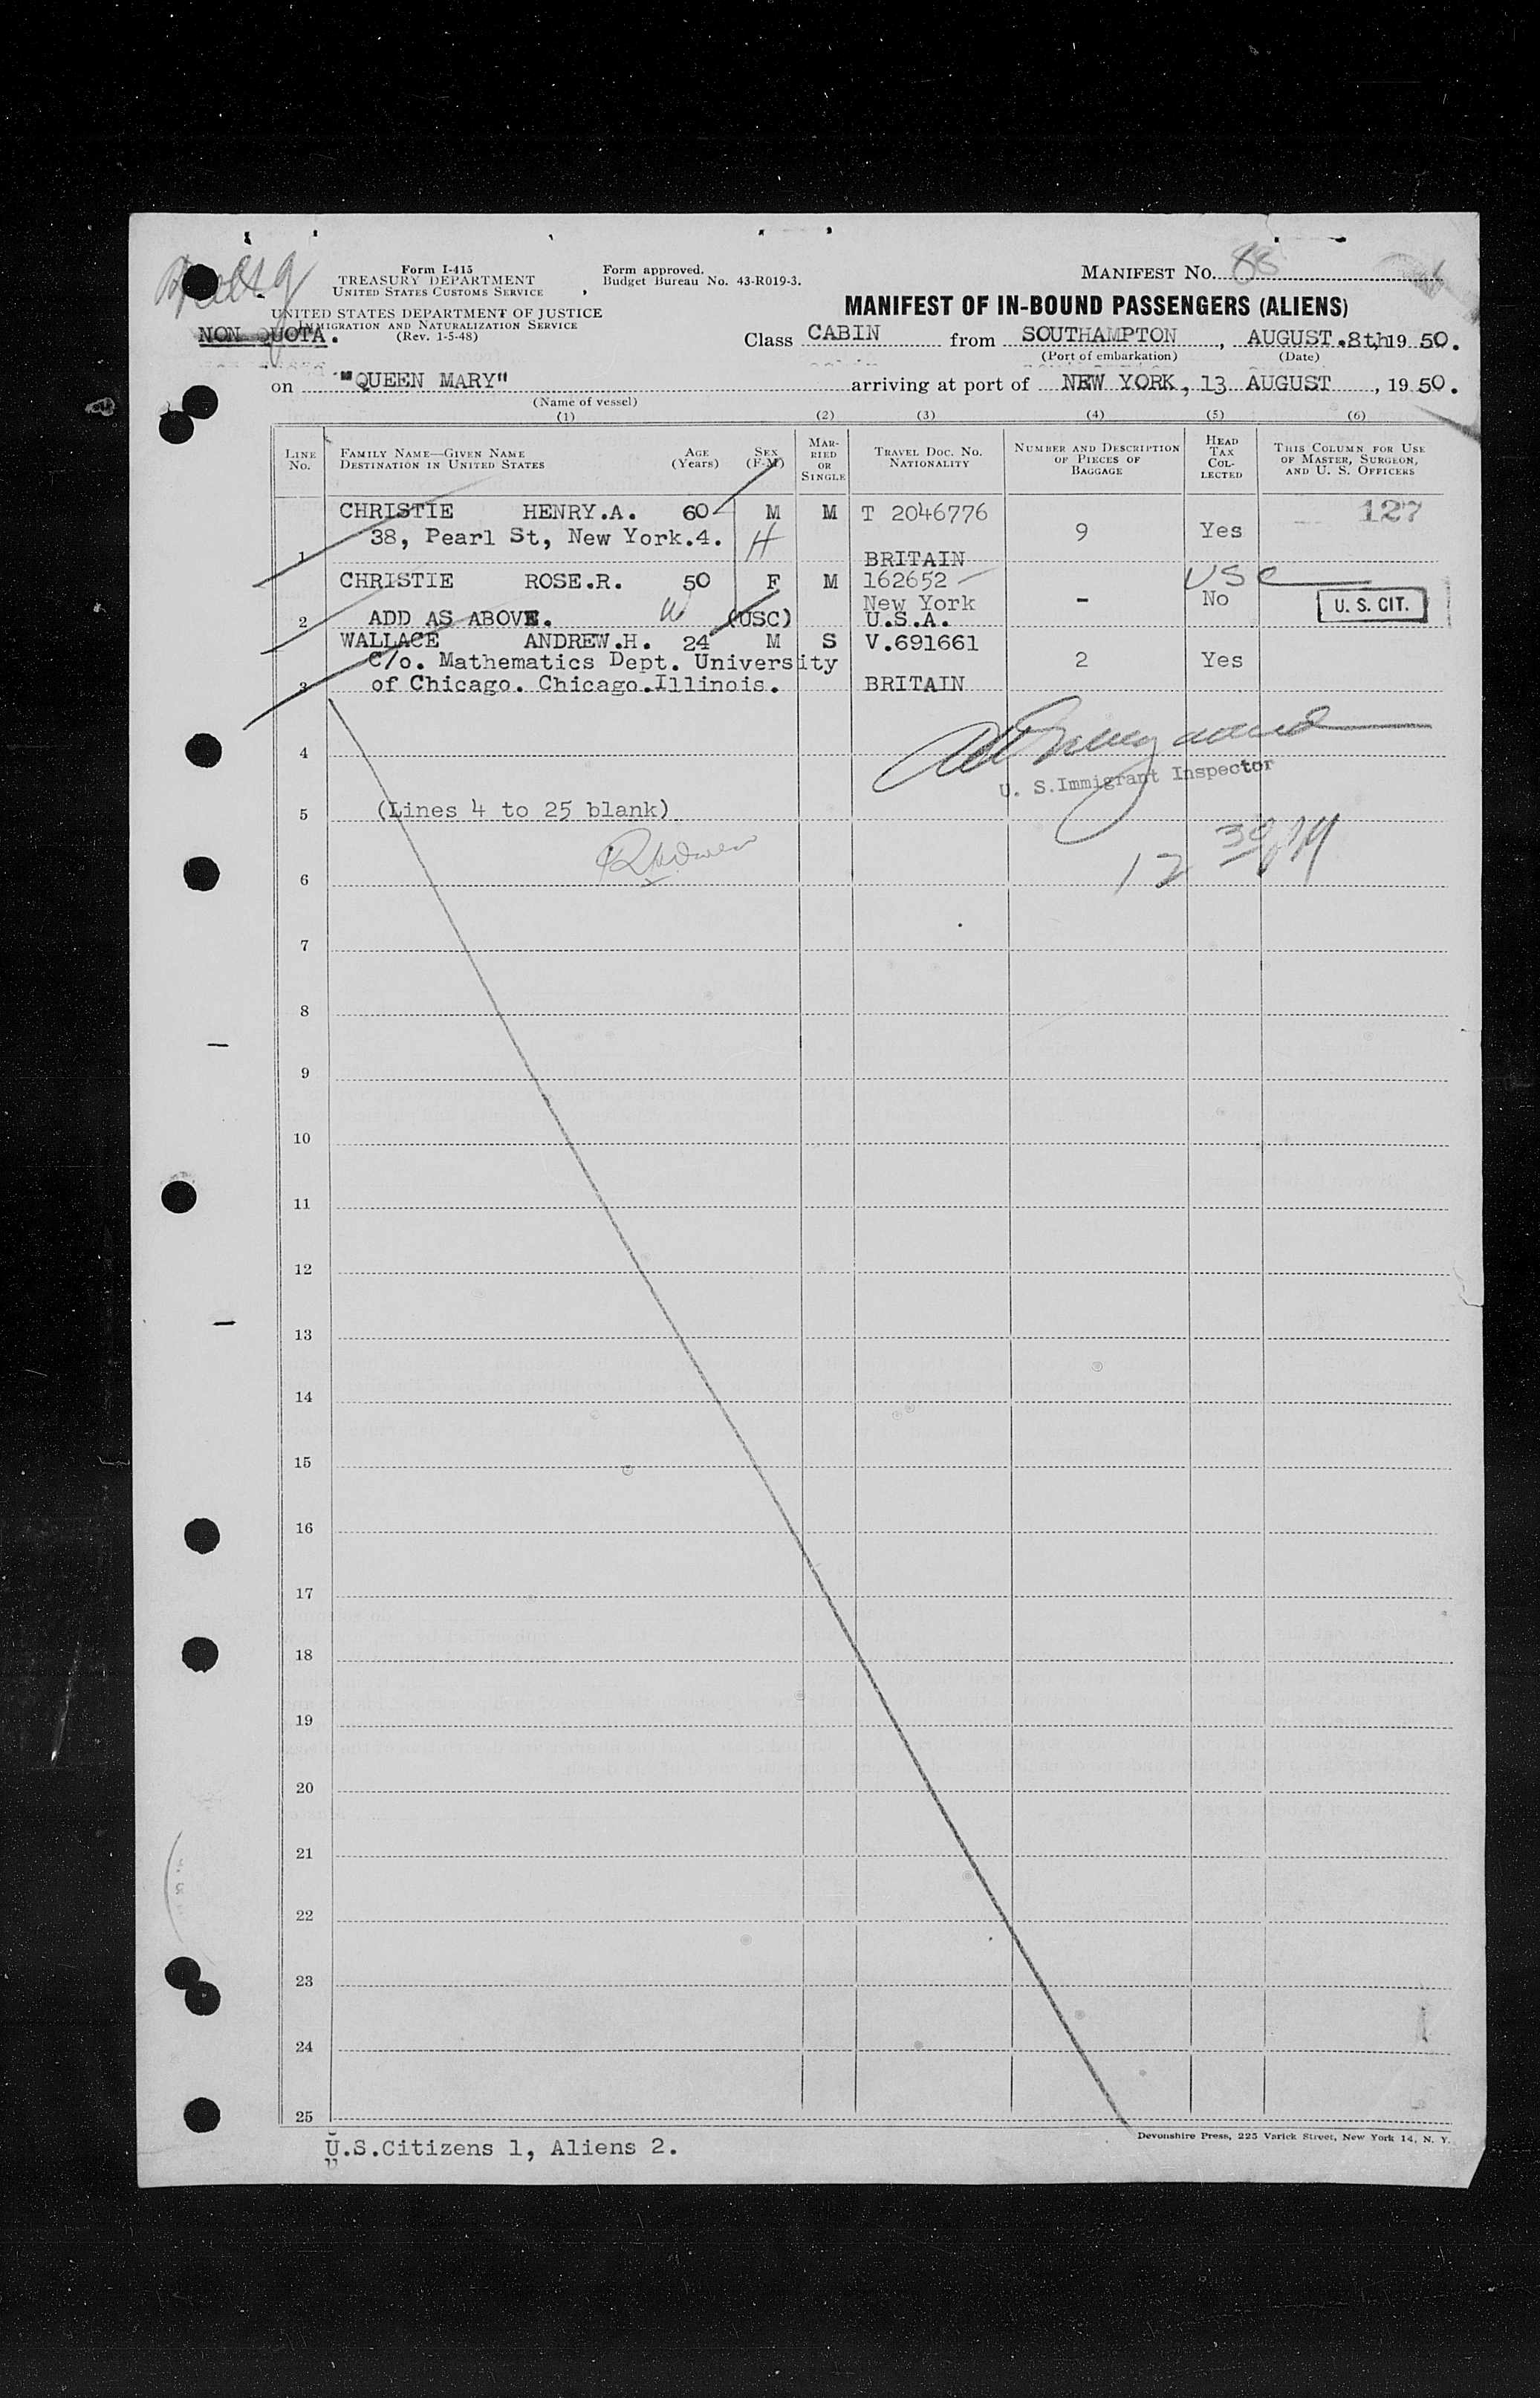 Form I-415
TREASURY DEPARTMENT
UNITED STATES CUSTOMS SERVICE
UNITED STATES DEPARTMENT OF JUSTICE
IMMIGRATION AND NATURALIZATION SERVICE
(Rev. 1-5-48)
NON QUOTA.
Form approved.
Budget Bureau No. 43-R019-3.
MANIFEST NO. 88
MANIFEST OF IN-BOUND PASSENGERS (ALIENS)
Class CABIN from SOUTHAMPTON, AUGUST.8th, 19 50.
(Port of embarkation) (Date)
on "QUEEN MARY" arriving at port of NEW YORK, 13 AUGUST, 19 50.
(Name of vessel)
(1) (2) (3) (4) (5) (6)
LINE NO. FAMILY NAME—GIVEN NAME DESTINATION IN UNITED STATES AGE (Years) SEX (F-M) MARRIED OR SINGLE TRAVEL DOC. NO. NATIONALITY NUMBER AND DESCRIPTION OF PIECES OF BAGGAGE HEAD TAX COLLECTED THIS COLUMN FOR USE OF MASTER, SURGEON, AND U. S. OFFICERS
CHRISTIE HENRY.A. 60 M M T 2046776 127
38, Pearl St, New York.4. H 9 Yes
1 BRITAIN
CHRISTIE ROSE.R. 50 F M 162652 USC
New York - No U. S. CIT.
2 ADD AS ABOVE. W (USC) U.S.A.
WALLACE ANDREW.H. 24 M S V.691661
C/o. Mathematics Dept. University 2 Yes
3 of Chicago. Chicago.Illinois. BRITAIN
4
U. S. Immigrant Inspector
5 (Lines 4 to 25 blank)
12 30
6
7
8
9
10
11
12
13
14
15
16
17
18
19
20
21
22
23
24
25
Devonshire Press, 225 Varick Street, New York 14, N. Y.
U.S.Citizens 1, Aliens 2.